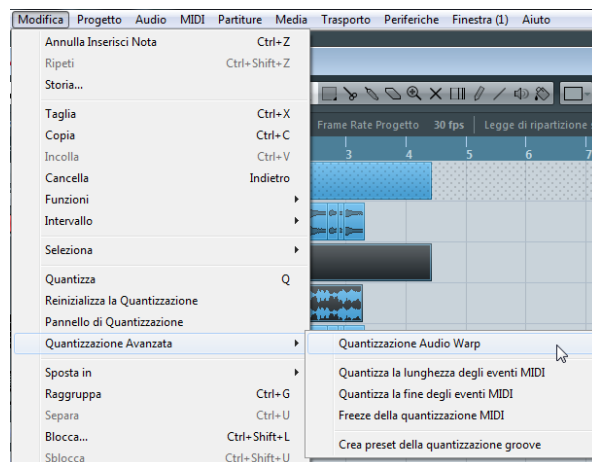 Modifica Progetto Audio MIDI Partiture Media Trasporto Periferiche Finestra (1) Aiuto
Annulla Inserisci Nota Ctrl+Z
Ripeti Ctrl+Shift+Z
Storia...
Taglia Ctrl+X
Frame Rate Progetto 30 fps Legge di ripartizione
Copia Ctrl+C
Incolla Ctrl+V
3 4 5 6 7
Cancella Indietro
Funzioni
Intervallo
Seleziona
Quantizza Q
Reinizializza la Quantizzazione
Pannello di Quantizzazione
Quantizzazione Avanzata
Quantizzazione Audio Warp
Sposta in
Quantizza la lunghezza degli eventi MIDI
Raggruppa Ctrl+G
Quantizza la fine degli eventi MIDI
Separa Ctrl+U
Freeze della quantizzazione MIDI
Blocca... Ctrl+Shift+L
Crea preset della quantizzazione groove
Sblocca Ctrl+Shift+U